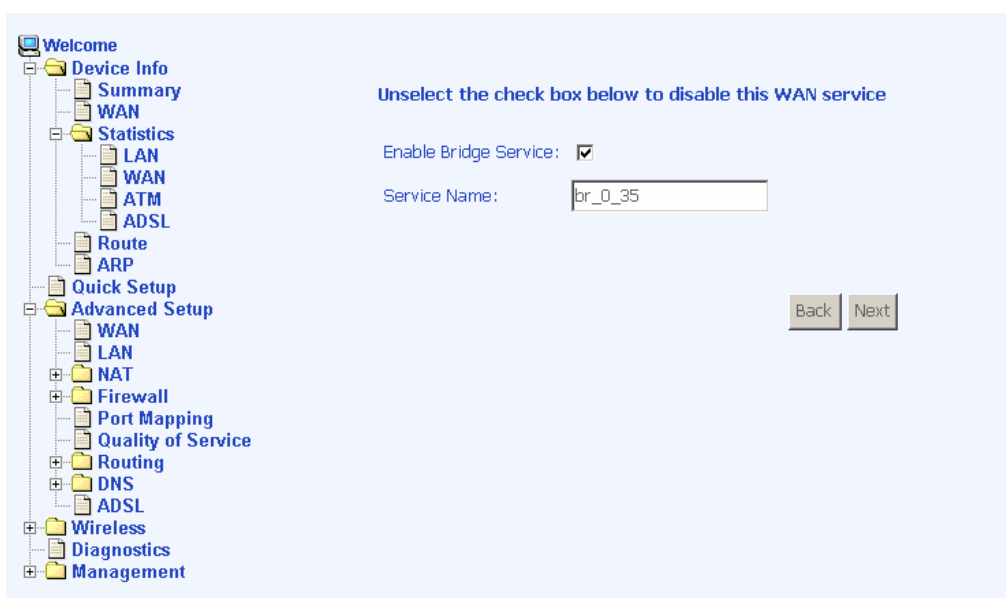 Welcome
Device Info
Summary
WAN
Statistics
LAN
WAN
ATM
ADSL
Route
ARP
Quick Setup
Advanced Setup
WAN
LAN
NAT
Firewall
Port Mapping
Quality of Service
Routing
DNS
ADSL
Wireless
Diagnostics
Management
Unselect the check box below to disable this WAN service
Enable Bridge Service:
Service Name: br_0_35
Back Next